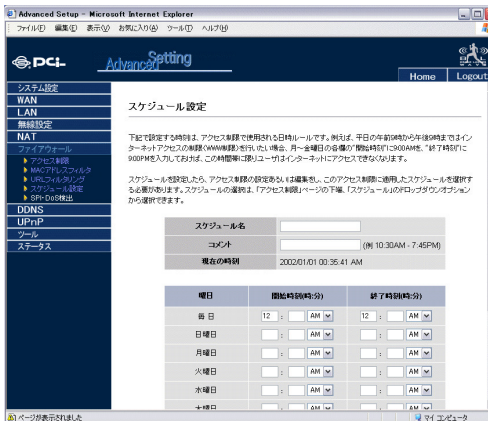 Advanced Setup - Microsoft Internet Explorer
ファイル(F) 編集(E) 表示(V) お気に入り(A) ツール(T) ヘルプ(H)
PCi
Advanced Setting
Home Logout
システム設定
WAN
LAN
無線設定
NAT
ファイアウォール
アクセス制限
MACアドレスフィルタ
URLフィルタリング
スケジュール設定
SPI・DoS検出
DDNS
UPnP
ツール
ステータス
スケジュール設定
下記で設定する時刻は、アクセス制限で使用される日時ルールです。例えば、平日の午前9時から午後9時まではイン
ターネットアクセスの制限(WWW制限)を行いたい場合、月～金曜日の各欄の"開始時刻"に9:00AMを、"終了時刻"に
9:00PMを入力しておけば、この時間帯に限りユーザはインターネットにアクセスできなくなります。
スケジュールを設定したら、アクセス制限の設定あるいは編集をし、このアクセス制限に適用したスケジュールを選択す
る必要があります。スケジュールの選択は、「アクセス制限」ページの下端、「スケジュール」のドロップダウンオプション
から選択できます。
スケジュール名
コメント (例 10:30AM - 7:45PM)
現在の時刻 2002/01/01 00:35:41 AM
曜日 開始時刻(時:分) 終了時刻(時:分)
毎 日 12 : AM 12 : AM
日曜日 : AM : AM
月曜日 : AM : AM
火曜日 : AM : AM
水曜日 : AM : AM
木曜日 : AM : AM
ページが表示されました マイ コンピュータ